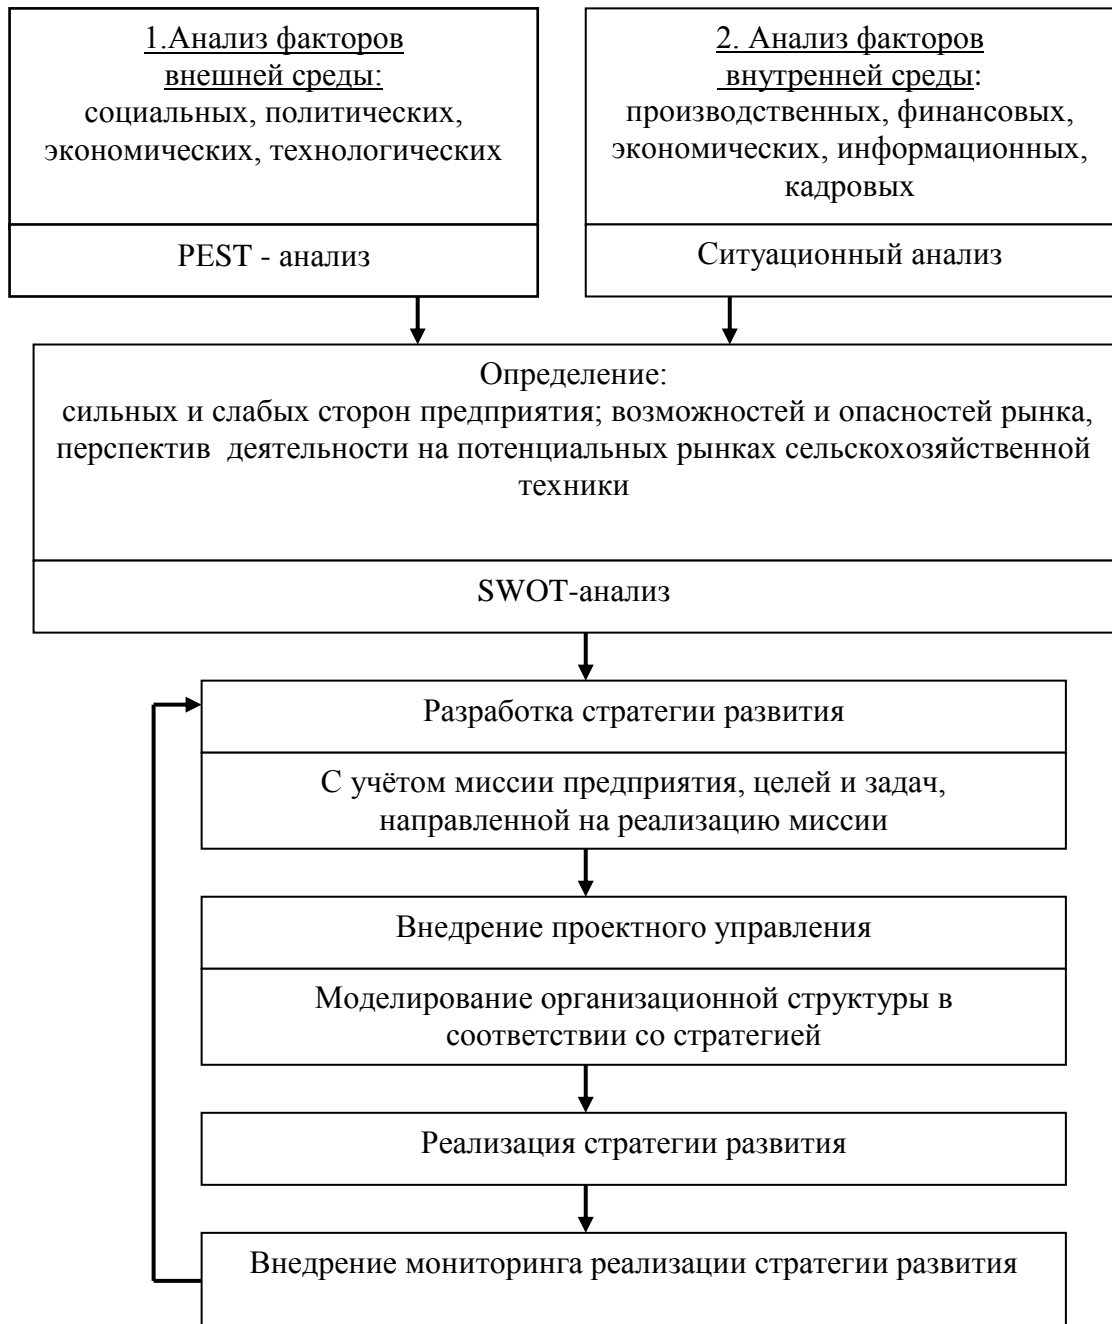 1.Анализ факторов
внешней среды:
социальных, политических,
экономических, технологических
PEST - анализ
2. Анализ факторов
внутренней среды:
производственных, финансовых,
экономических, информационных,
кадровых
Ситуационный анализ
Определение:
сильных и слабых сторон предприятия; возможностей и опасностей рынка,
перспектив деятельности на потенциальных рынках сельскохозяйственной
техники
SWOT-анализ
Разработка стратегии развития
С учётом миссии предприятия, целей и задач,
направленной на реализацию миссии
Внедрение проектного управления
Моделирование организационной структуры в
соответствии со стратегией
Реализация стратегии развития
Внедрение мониторинга реализации стратегии развития